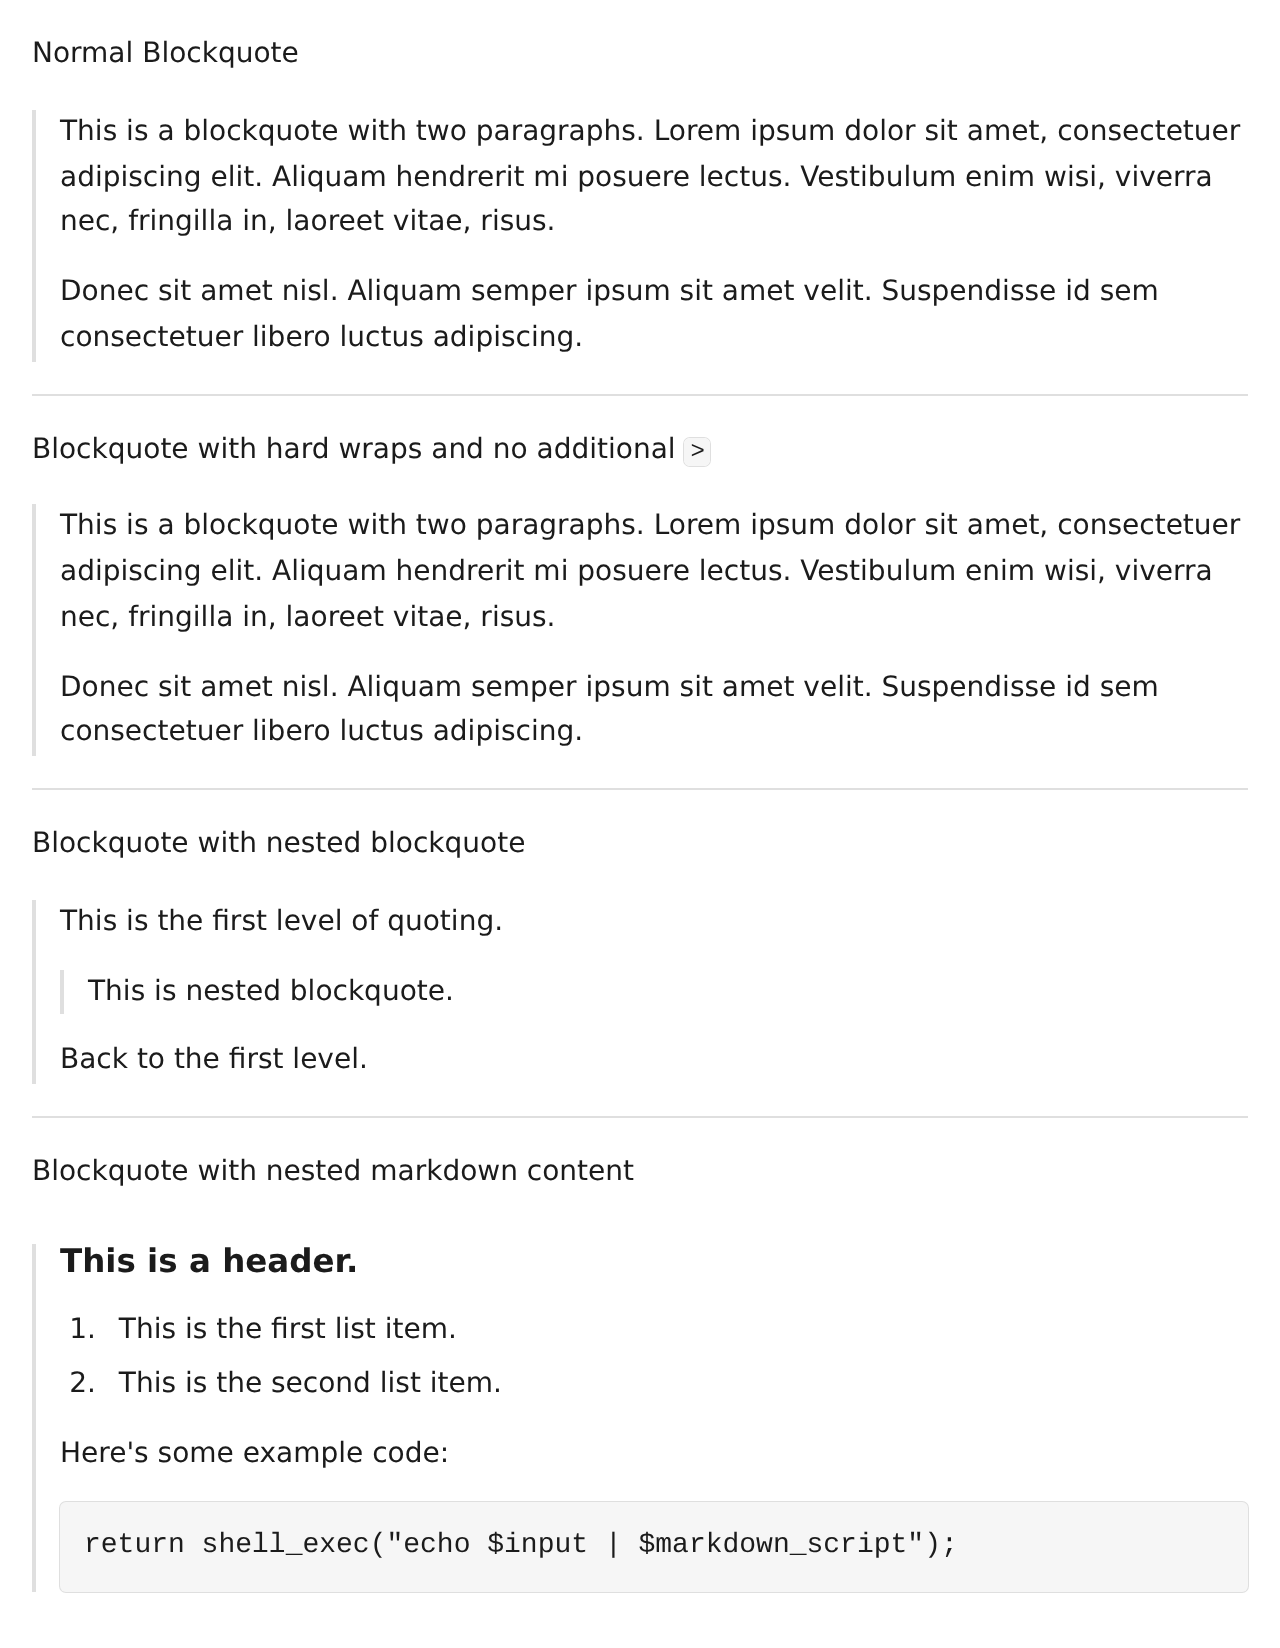 Normal Blockquote
This is a blockquote with two paragraphs. Lorem ipsum dolor sit amet, consectetuer
adipiscing elit. Aliquam hendrerit mi posuere lectus. Vestibulum enim wisi, viverra
nec, fringilla in, laoreet vitae, risus.
Donec sit amet nisl. Aliquam semper ipsum sit amet velit. Suspendisse id sem
consectetuer libero luctus adipiscing.
Blockquote with hard wraps and no additional >
This is a blockquote with two paragraphs. Lorem ipsum dolor sit amet, consectetuer
adipiscing elit. Aliquam hendrerit mi posuere lectus. Vestibulum enim wisi, viverra
nec, fringilla in, laoreet vitae, risus.
Donec sit amet nisl. Aliquam semper ipsum sit amet velit. Suspendisse id sem
consectetuer libero luctus adipiscing.
Blockquote with nested blockquote
This is the first level of quoting.
This is nested blockquote.
Back to the first level.
Blockquote with nested markdown content
This is a header.
1. This is the first list item.
2. This is the second list item.
Here's some example code:
return shell_exec("echo $input | $markdown_script");